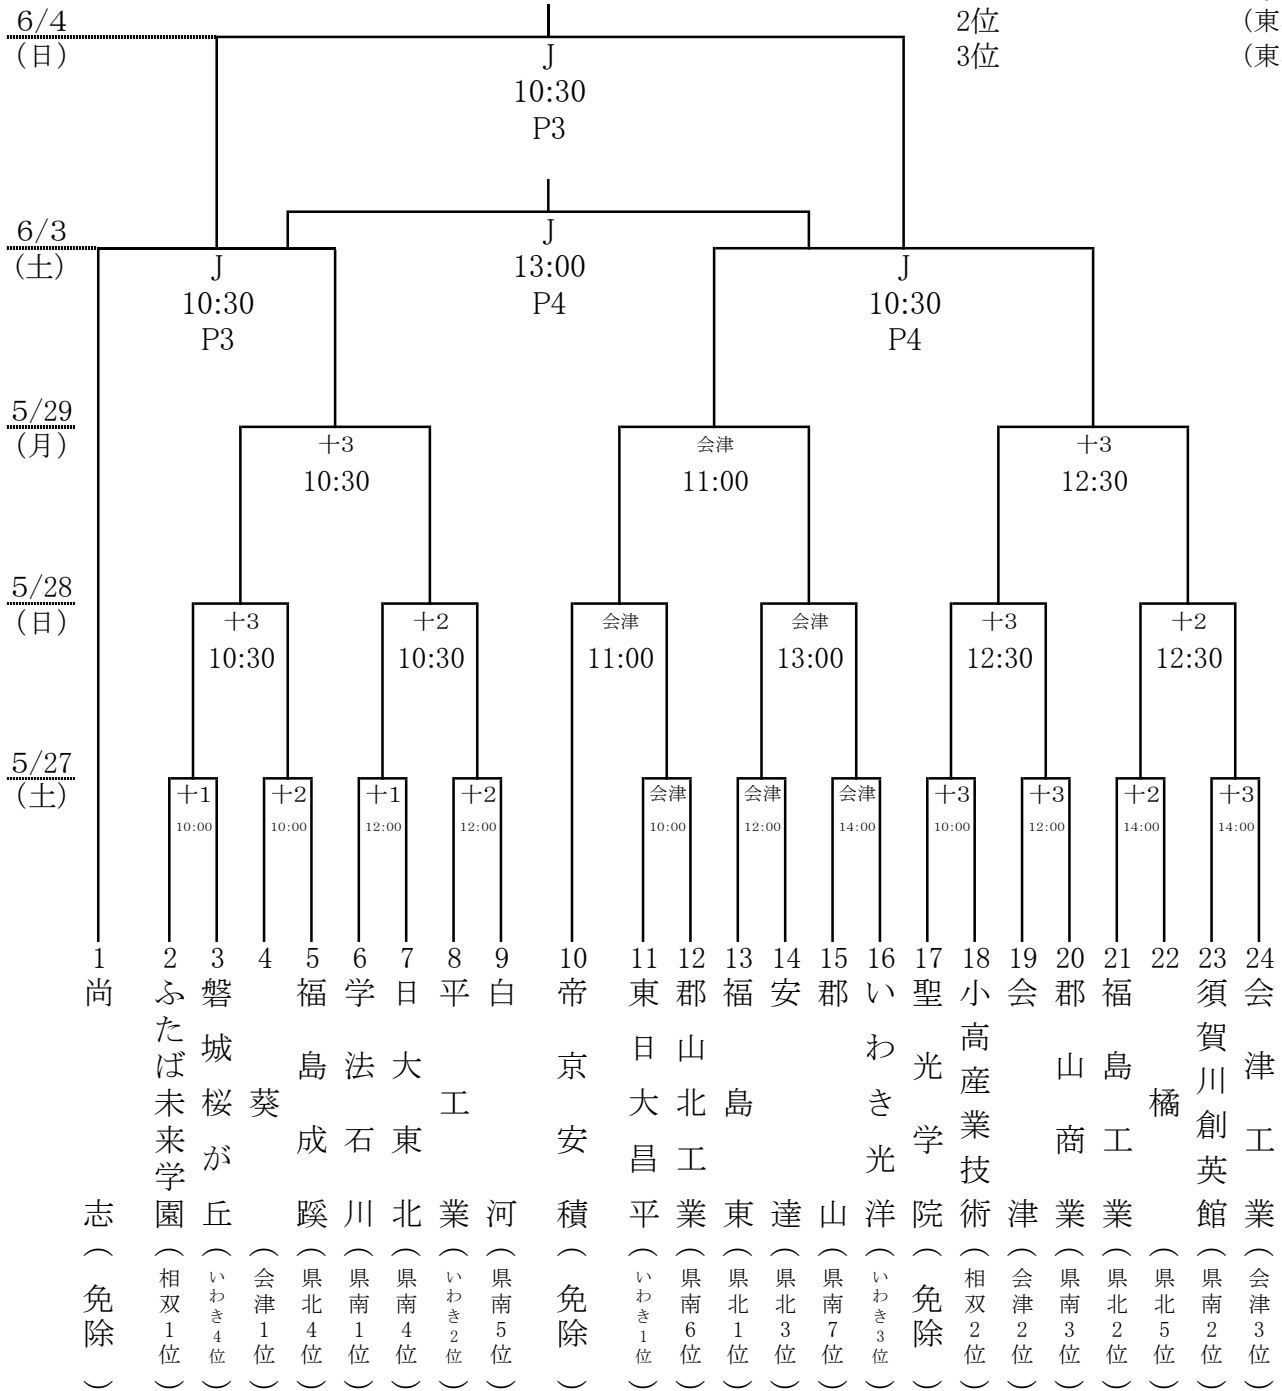 6/4
(日)
2位
(東
3位
(東
J
10:30
P3
6/3
(土)
J
13:00
P4
J
10:30
P3
J
10:30
P4
5/29
(月)
十3
10:30
会津
11:00
十3
12:30
5/28
(日)
十3
10:30
十2
10:30
会津
11:00
会津
13:00
十3
12:30
十2
12:30
5/27
(土)
十1
10:00
十2
10:00
十1
12:00
十2
12:00
会津
10:00
会津
12:00
会津
14:00
十3
10:00
十3
12:00
十2
14:00
十3
14:00
1 尚志 (免除)
2 ふたば未来学園 (相双1位)
3 磐城桜が丘 (いわき4位)
4 葵 (会津1位)
5 福島成蹊 (県北4位)
6 学法石川 (県南1位)
7 日大東北 (県南4位)
8 平工業 (いわき2位)
9 白河 (県南5位)
10 帝京安積 (免除)
11 東日大昌平 (いわき1位)
12 郡山北工業 (県南6位)
13 福島東 (県北1位)
14 安達 (県北3位)
15 郡山 (県南7位)
16 いわき光洋 (いわき3位)
17 聖光学院 (免除)
18 小高産業技術 (相双2位)
19 会津 (会津2位)
20 郡山商業 (県南3位)
21 福島工業 (県北2位)
22 橘 (県北5位)
23 須賀川創英館 (県南2位)
24 会津工業 (会津3位)